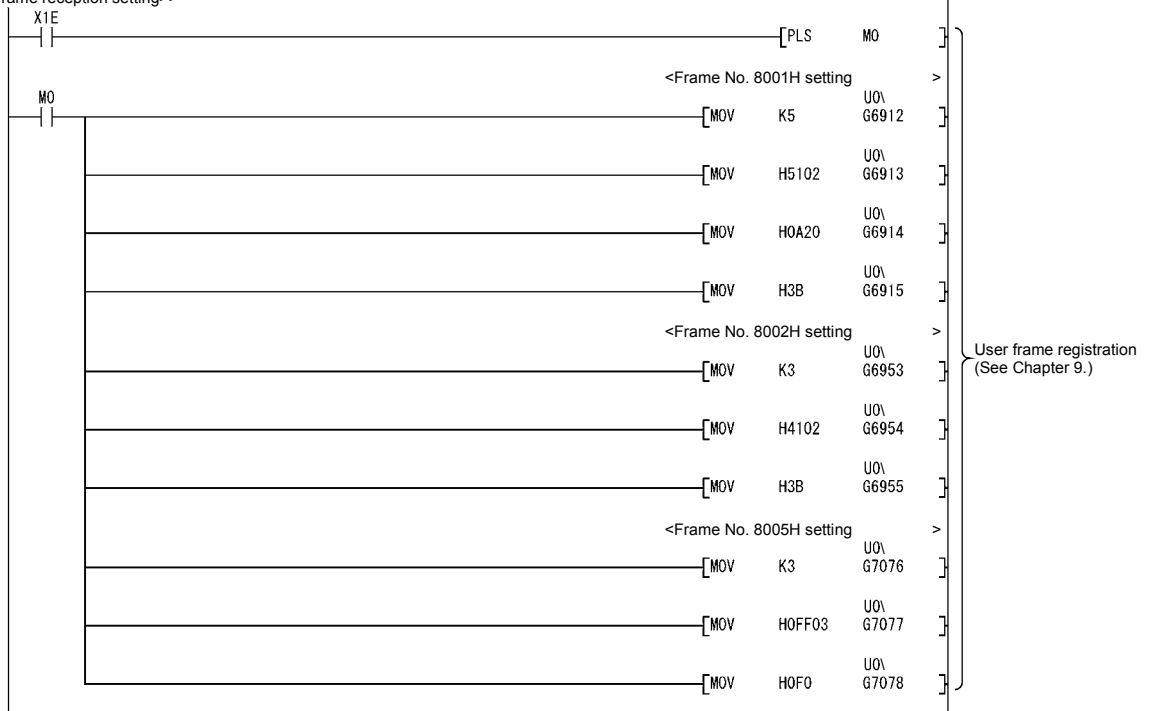 rame reception setting>>
X1E
[PLS M0 ]
<Frame No. 8001H setting >
M0
U0\
[MOV K5 G6912 ]
U0\
[MOV H5102 G6913 ]
U0\
[MOV H0A20 G6914 ]
U0\
[MOV H3B G6915 ]
<Frame No. 8002H setting >
U0\
[MOV K3 G6953 ]
U0\
[MOV H4102 G6954 ]
U0\
[MOV H3B G6955 ]
<Frame No. 8005H setting >
U0\
[MOV K3 G7076 ]
U0\
[MOV H0FF03 G7077 ]
U0\
[MOV H0F0 G7078 ]
User frame registration
(See Chapter 9.)